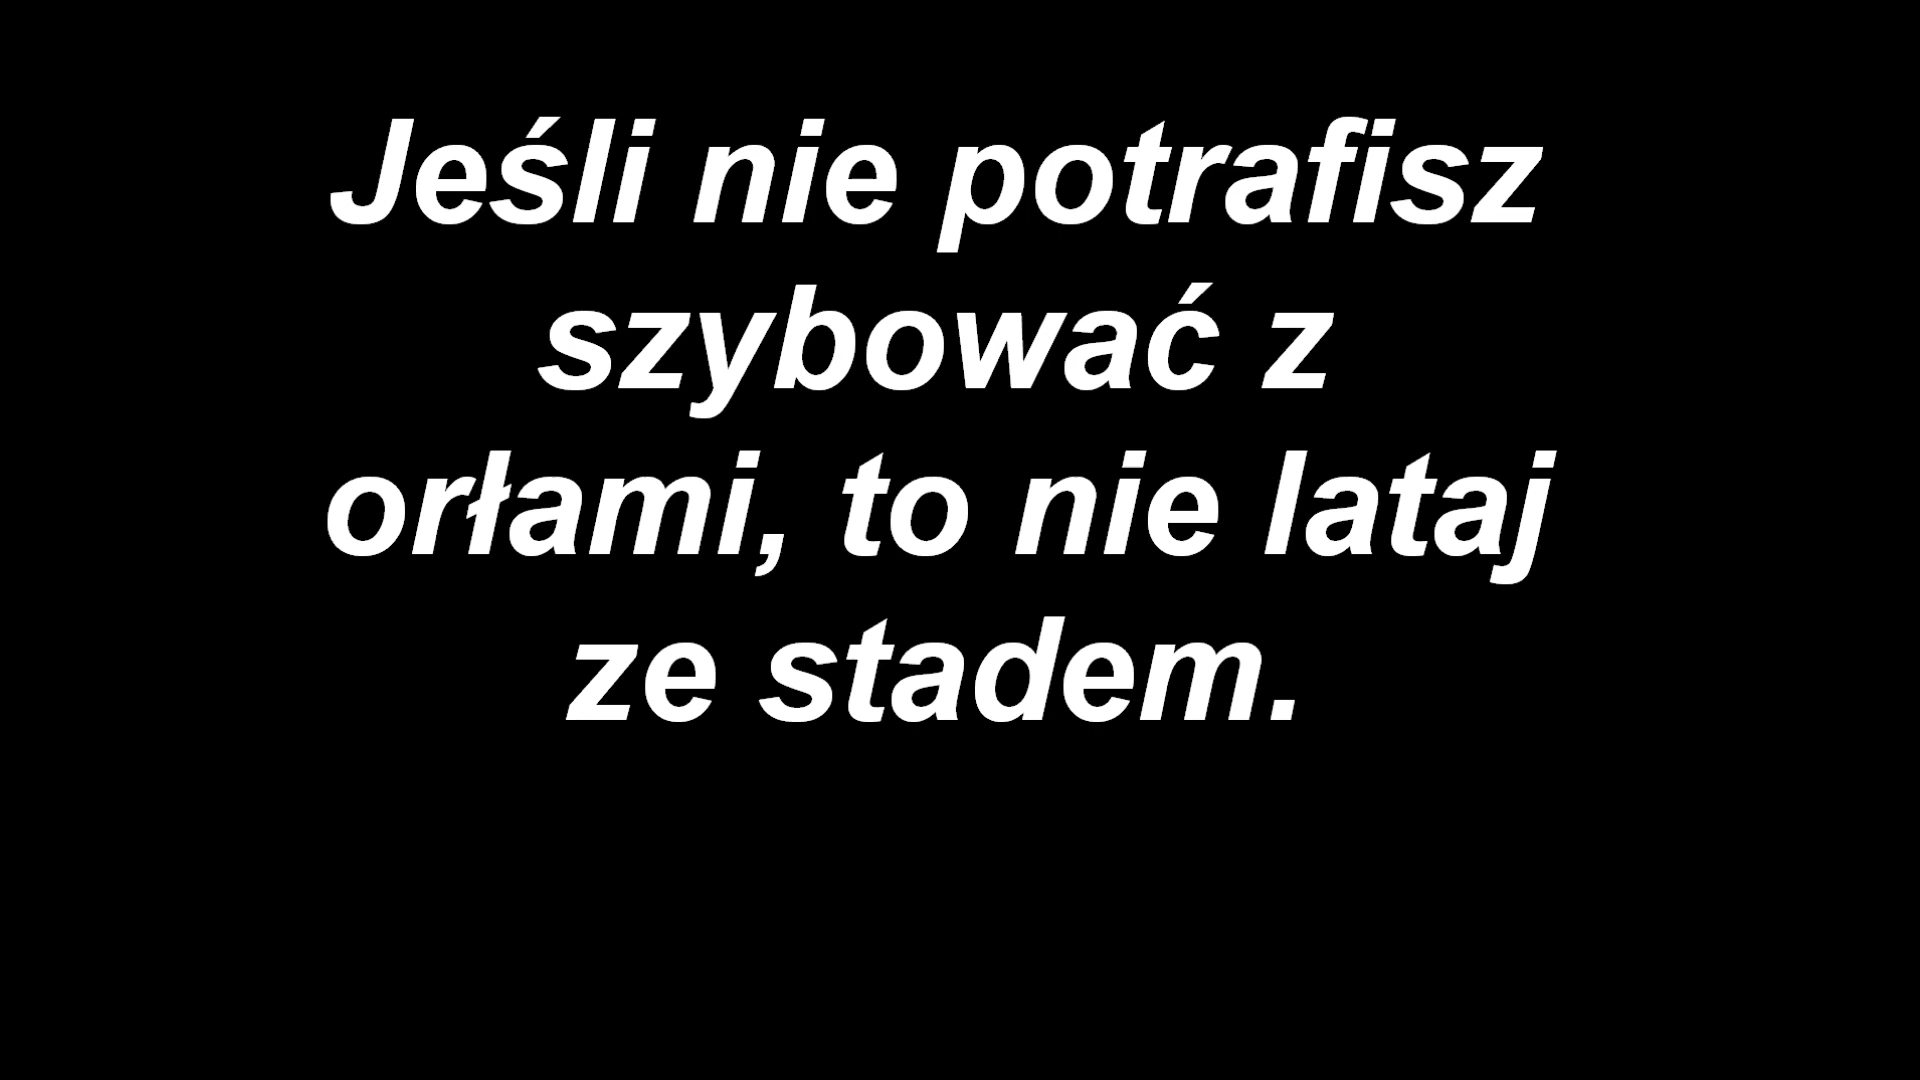 Jeśli nie potrafisz
szybować z
orłami, to nie lataj
ze stadem.